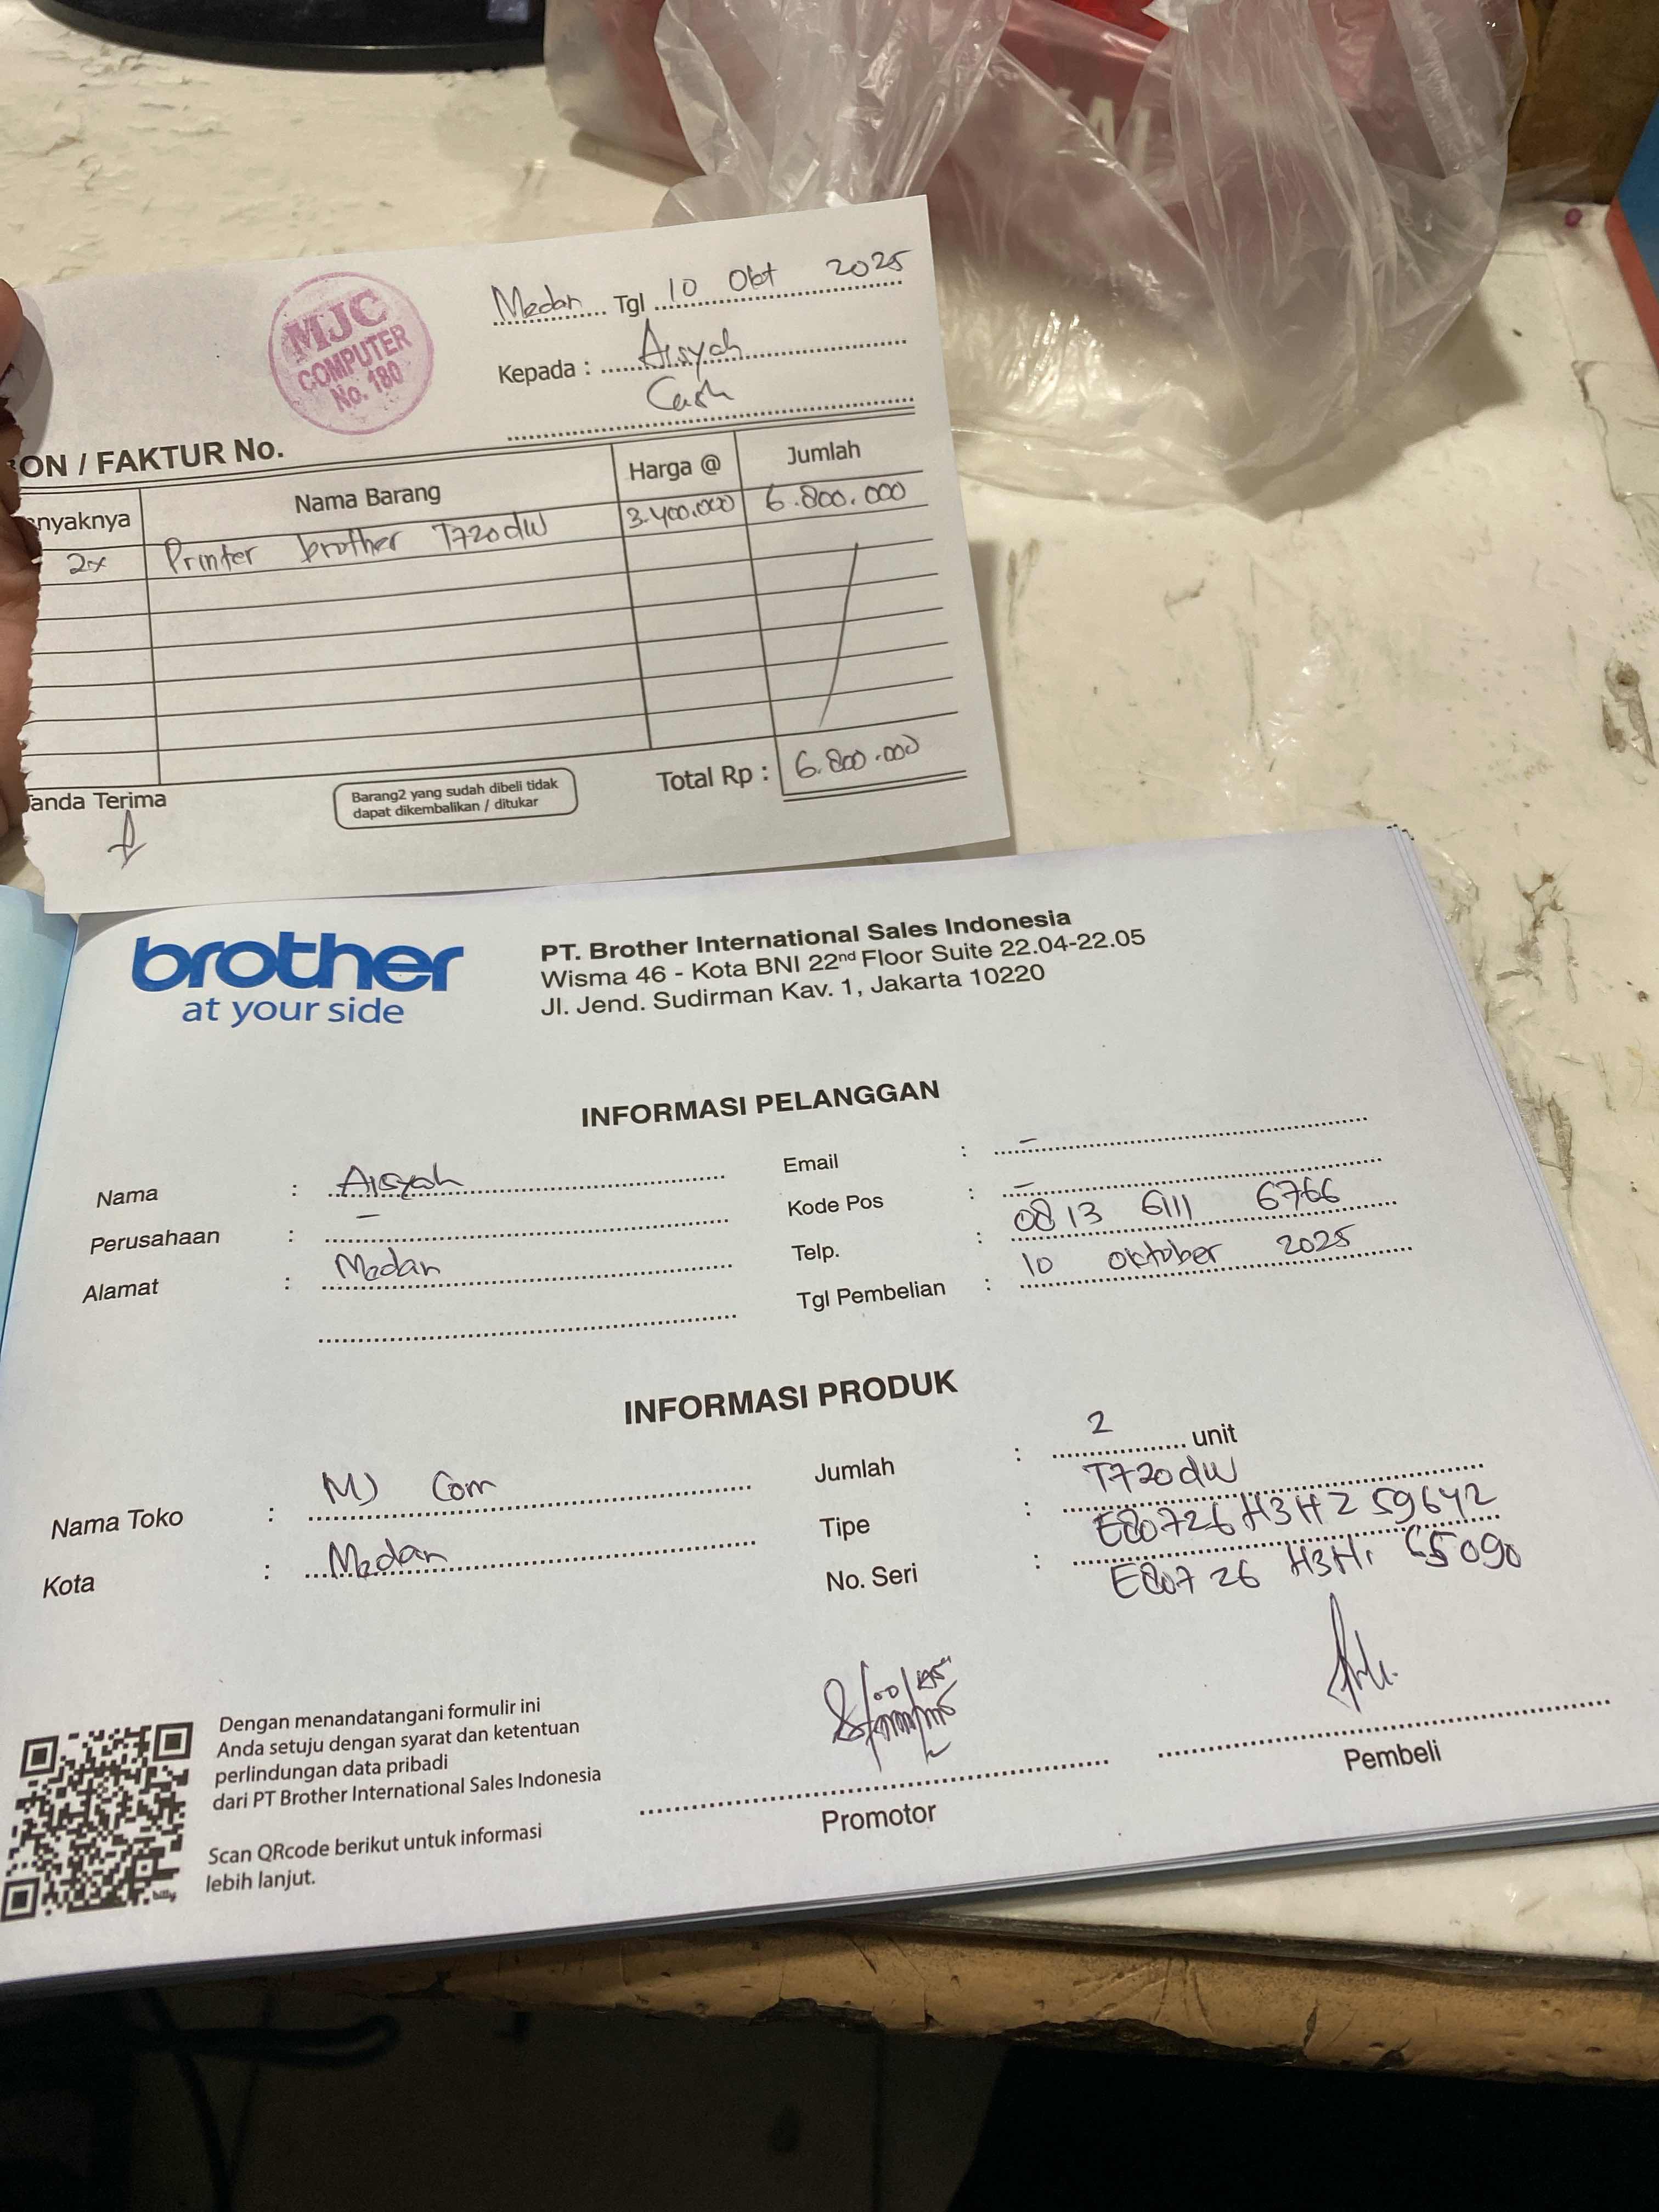 MJC
COMPUTER
No. 180
Medan Tgl 10 Okt 2025
Kepada : Aisyah
Cash
ON / FAKTUR No.
nyaknya Nama Barang Harga @ Jumlah
2x Printer brother T720dw 3.400.000 6.800.000
Total Rp : 6.800.000
anda Terima
Barang2 yang sudah dibeli tidak
dapat dikembalikan / ditukar
brother
at your side
PT. Brother International Sales Indonesia
Wisma 46 - Kota BNI 22nd Floor Suite 22.04-22.05
Jl. Jend. Sudirman Kav. 1, Jakarta 10220
INFORMASI PELANGGAN
Nama : Aisyah
Perusahaan : -
Alamat : Medan
Email : -
Kode Pos : -
Telp. : 0813 6111 6766
Tgl Pembelian : 10 Oktober 2025
INFORMASI PRODUK
Nama Toko : MJ Com
Kota : Medan
Jumlah : 2 unit
Tipe : T720dw
No. Seri : E80726H3HZ59642
E80726
Dengan menandatangani formulir ini
Anda setuju dengan syarat dan ketentuan
perlindungan data pribadi
dari PT Brother International Sales Indonesia
Scan QRcode berikut untuk informasi
lebih lanjut.
billy
Promotor
Pembeli